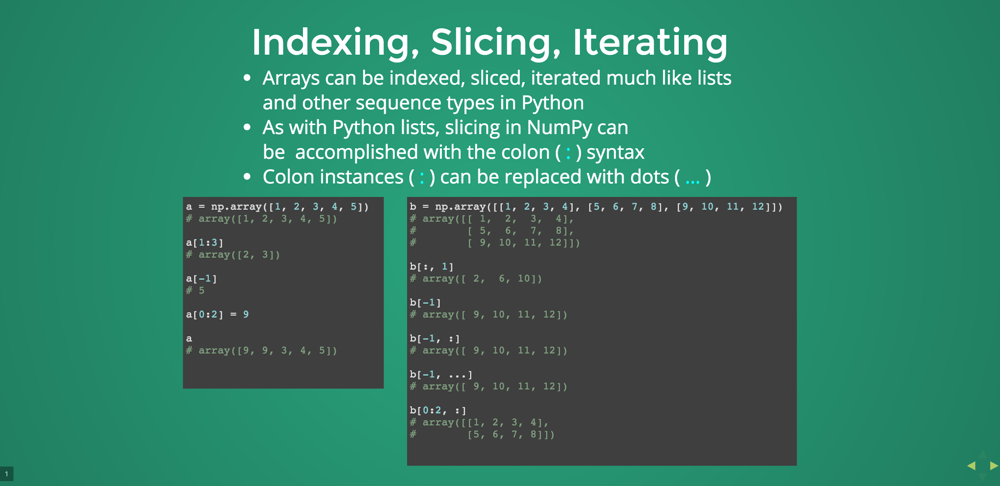 Indexing, Slicing, Iterating
• Arrays can be indexed, sliced, iterated much like lists
and other sequence types in Python
• As with Python lists, slicing in NumPy can
be  accomplished with the colon ( : ) syntax
• Colon instances ( : ) can be replaced with dots ( ... )
a = np.array([1, 2, 3, 4, 5])
# array([1, 2, 3, 4, 5])

a[1:3]
# array([2, 3])

a[-1]
# 5

a[0:2] = 9

a
# array([9, 9, 3, 4, 5])
b = np.array([[1, 2, 3, 4], [5, 6, 7, 8], [9, 10, 11, 12]])
# array([[ 1,  2,  3,  4],
#        [ 5,  6,  7,  8],
#        [ 9, 10, 11, 12]])

b[:, 1]
# array([ 2,  6, 10])

b[-1]
# array([ 9, 10, 11, 12])

b[-1, :]
# array([ 9, 10, 11, 12])

b[-1, ...]
# array([ 9, 10, 11, 12])

b[0:2, :]
# array([[1, 2, 3, 4],
#        [5, 6, 7, 8]])
1